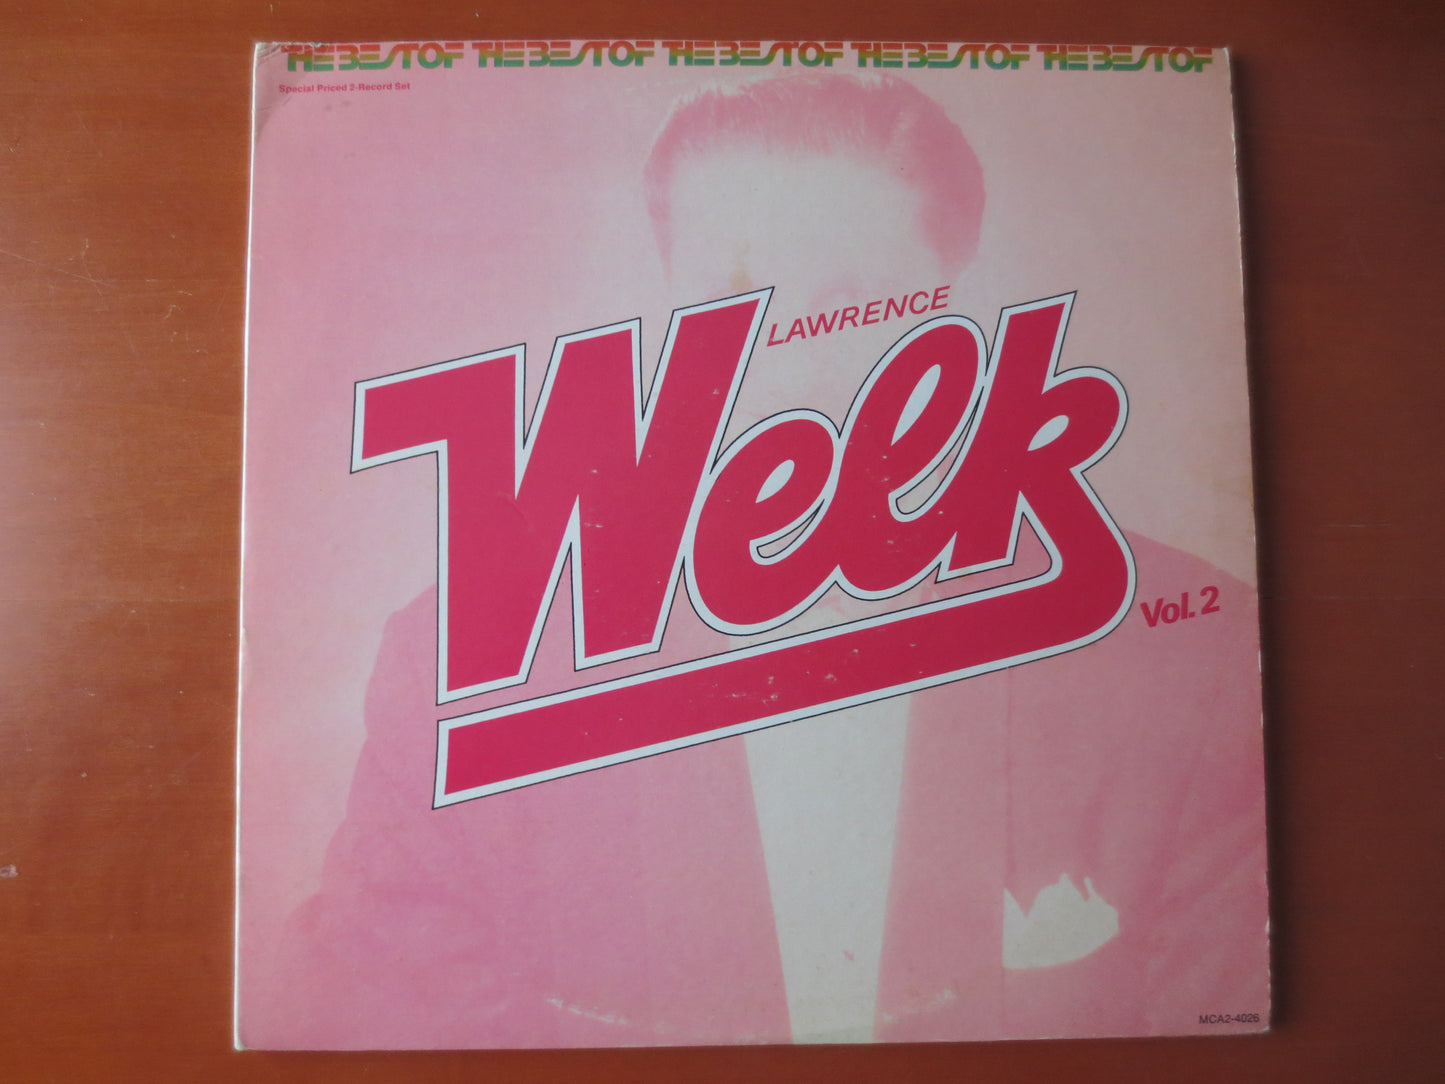 THE BEST OF THE BEST OF THE BEST OF THE BEST OF THE BEST OF
Special Priced 2-Record Set
LAWRENCE
Welk
Vol. 2
MCA2-4026